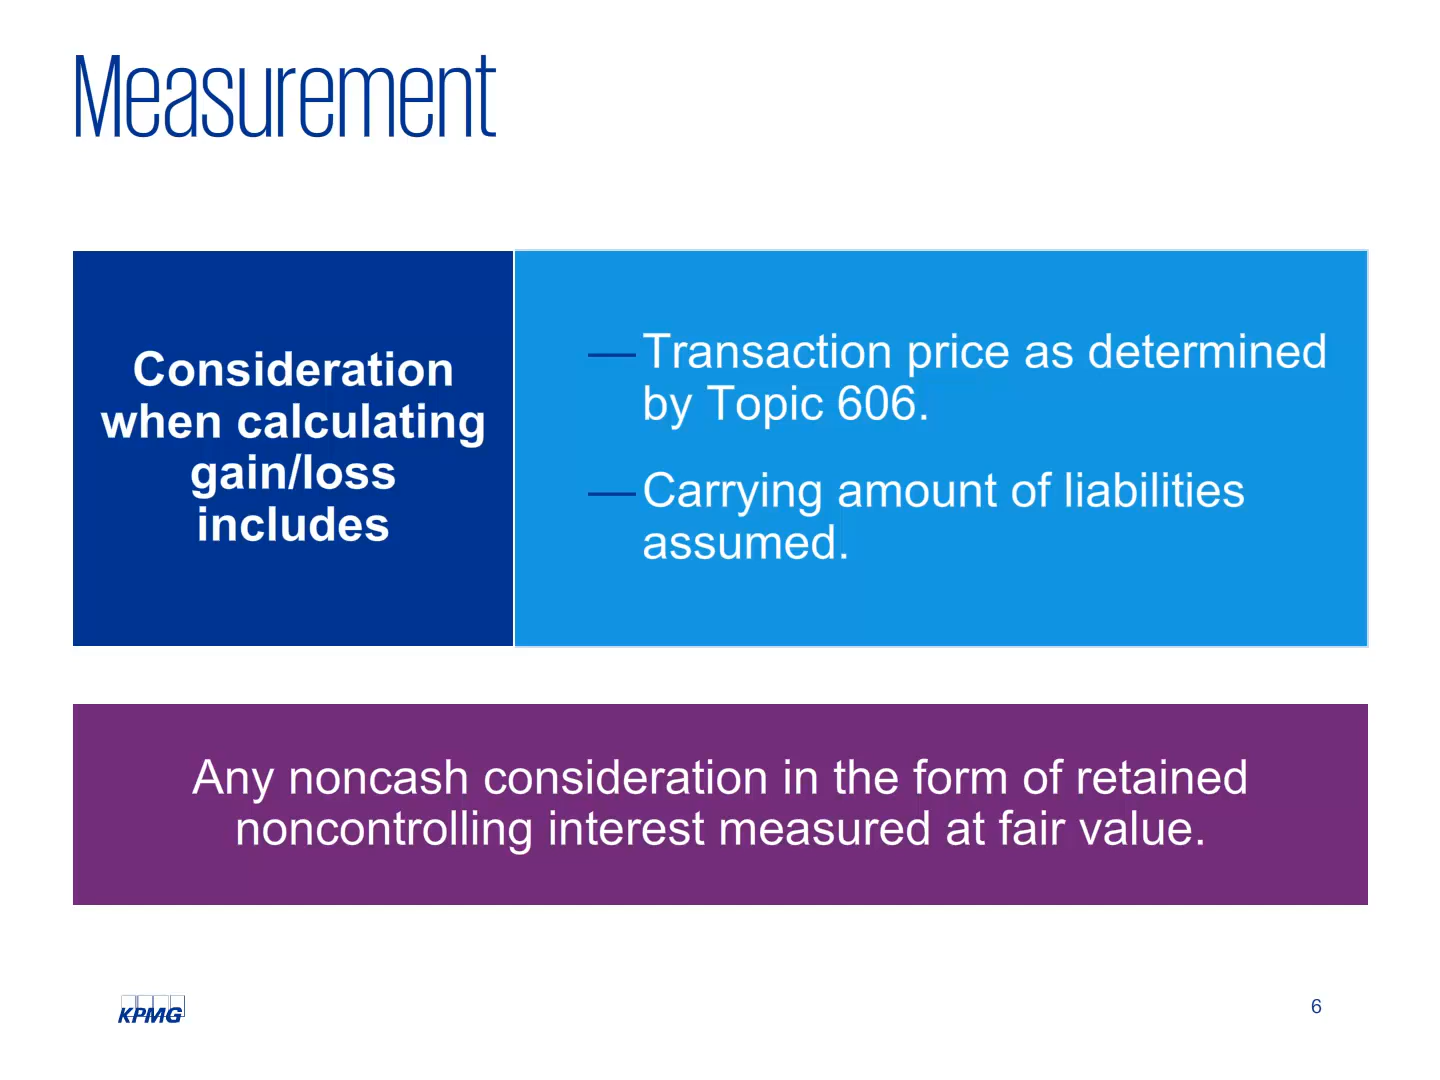 Measurement
Consideration
when calculating
gain/loss
includes
— Transaction price as determined
by Topic 606.
— Carrying amount of liabilities
assumed.
Any noncash consideration in the form of retained
noncontrolling interest measured at fair value.
KPMG
6